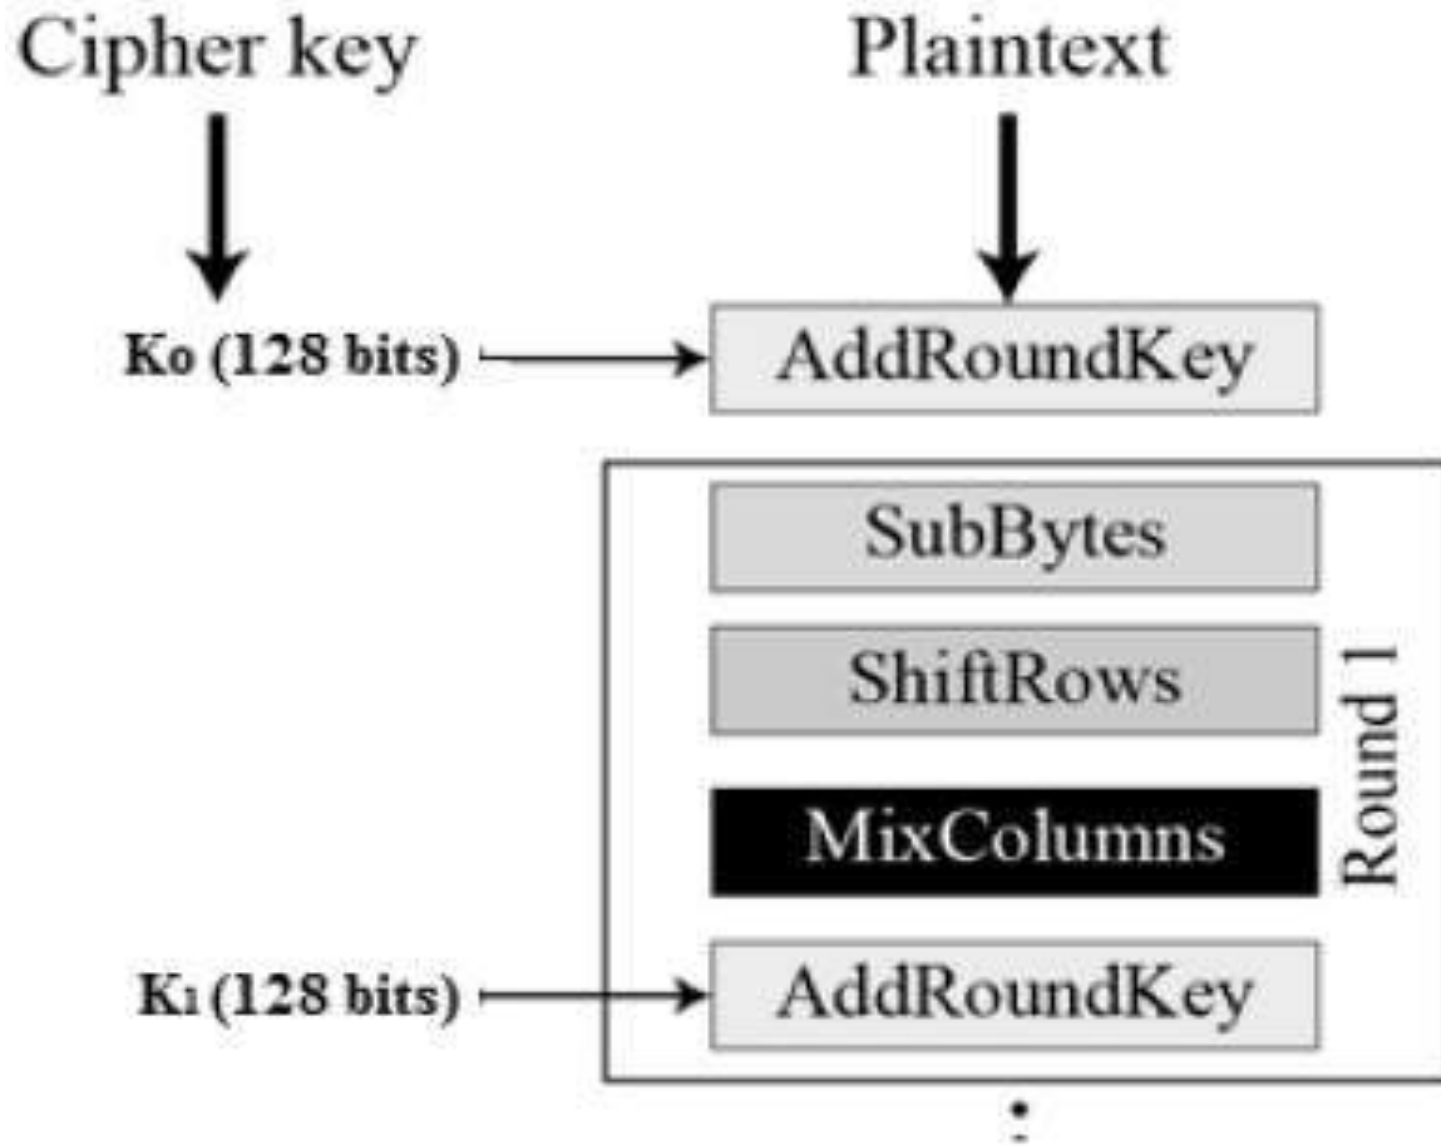 Cipher key
Plaintext
K0 (128 bits)
AddRoundKey
SubBytes
ShiftRows
MixColumns
Round 1
K1 (128 bits)
AddRoundKey